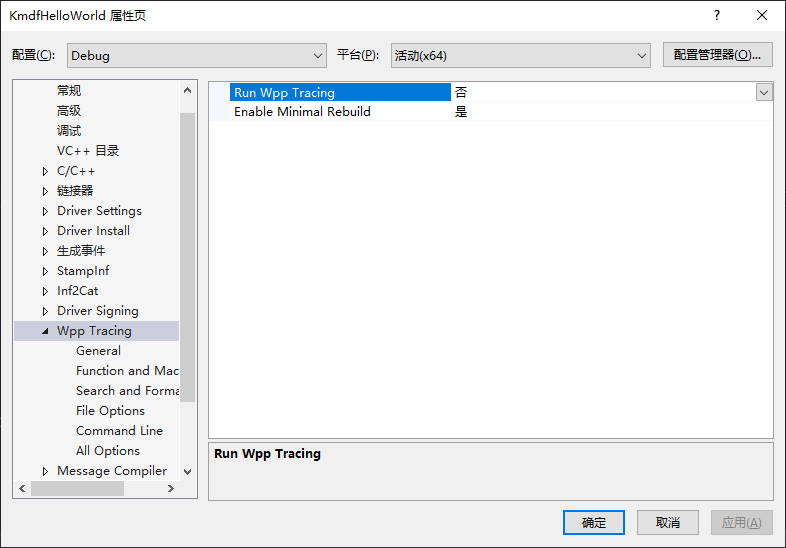 KmdfHelloWorld 属性页
?
配置(C): Debug 平台(P): 活动(x64) 配置管理器(O)...
常规
高级
调试
VC++ 目录
C/C++
链接器
Driver Settings
Driver Install
生成事件
StampInf
Inf2Cat
Driver Signing
Wpp Tracing
General
Function and Mac
Search and Forma
File Options
Command Line
All Options
Message Compiler
Run Wpp Tracing 否
Enable Minimal Rebuild 是
Run Wpp Tracing
确定 取消 应用(A)